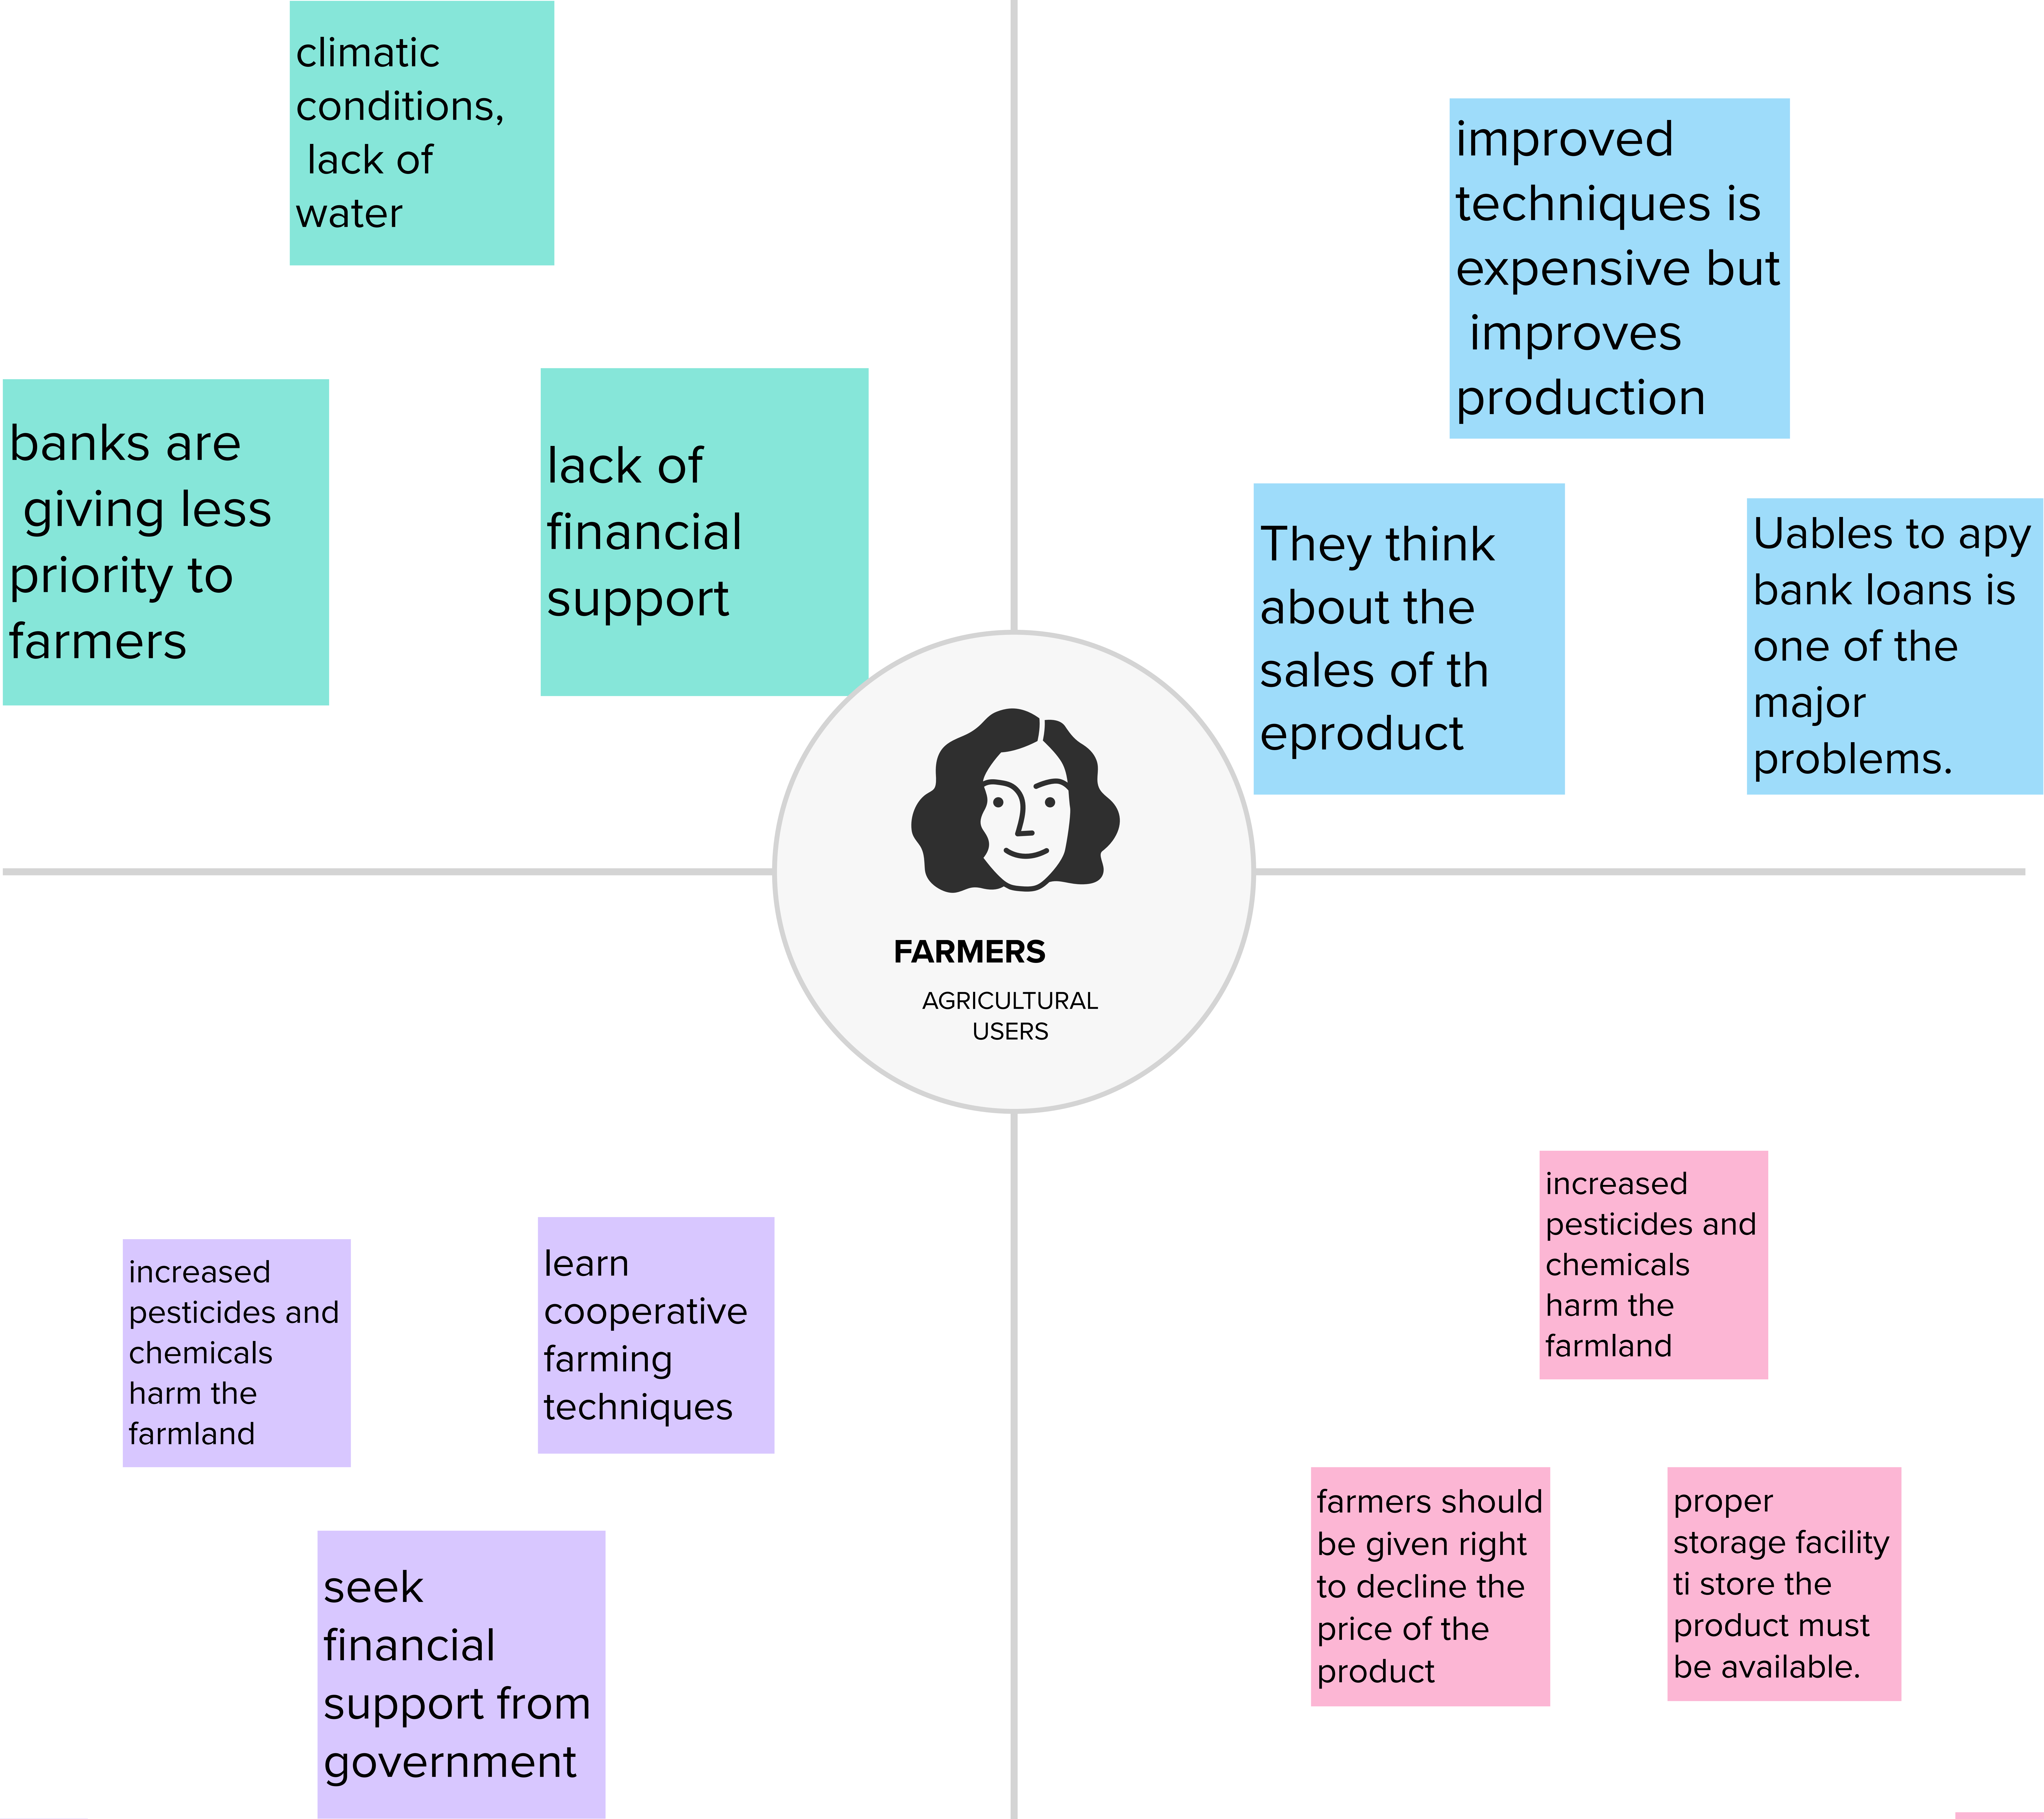 climatic
conditions,
lack of
water
banks are
giving less
priority to
farmers
lack of
financial
support
improved
techniques is
expensive but
improves
production
They think
about the
sales of th
eproduct
Uables to apy
bank loans is
one of the
major
problems.
FARMERS
AGRICULTURAL
USERS
increased
pesticides and
chemicals
harm the
farmland
learn
cooperative
farming
techniques
seek
financial
support from
government
increased
pesticides and
chemicals
harm the
farmland
farmers should
be given right
to decline the
price of the
product
proper
storage facility
ti store the
product must
be available.